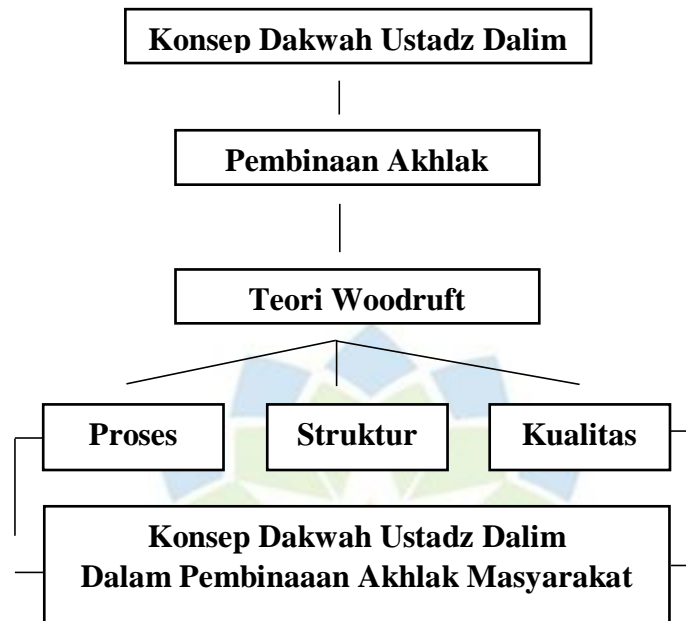 Konsep Dakwah Ustadz Dalim
Pembinaan Akhlak
Teori Woodruft
Proses
Struktur
Kualitas
Konsep Dakwah Ustadz Dalim
Dalam Pembinaaan Akhlak Masyarakat